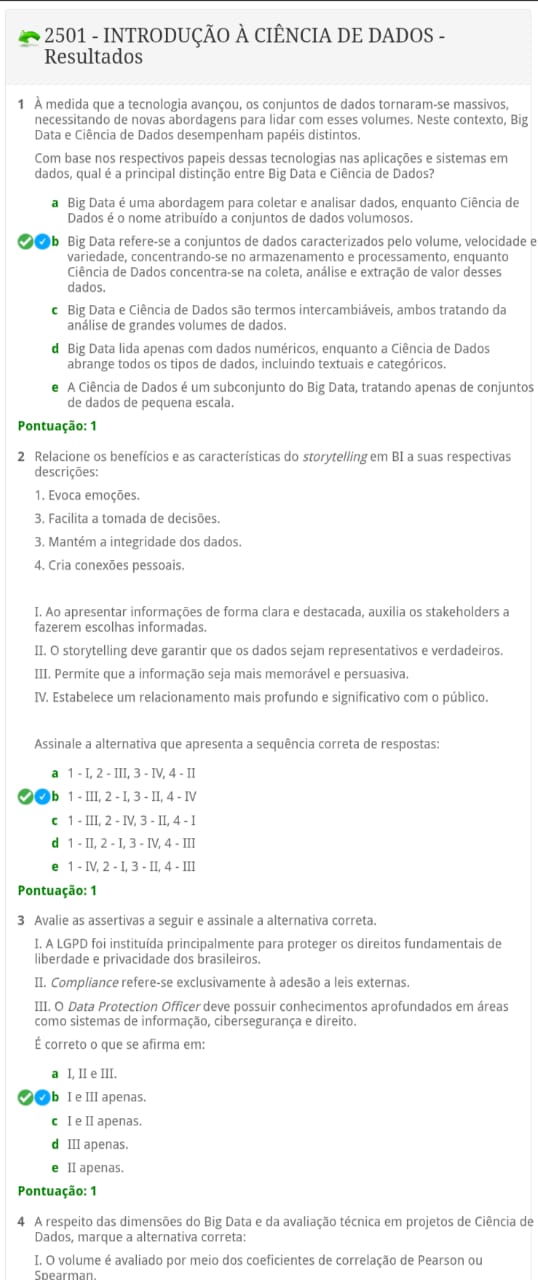 2501 - INTRODUÇÃO À CIÊNCIA DE DADOS -
Resultados
1 À medida que a tecnologia avançou, os conjuntos de dados tornaram-se massivos,
necessitando de novas abordagens para lidar com esses volumes. Neste contexto, Big
Data e Ciência de Dados desempenham papéis distintos.
Com base nos respectivos papeis dessas tecnologias nas aplicações e sistemas em
dados, qual é a principal distinção entre Big Data e Ciência de Dados?
a Big Data é uma abordagem para coletar e analisar dados, enquanto Ciência de
Dados é o nome atribuído a conjuntos de dados volumosos.
b Big Data refere-se a conjuntos de dados caracterizados pelo volume, velocidade e
variedade, concentrando-se no armazenamento e processamento, enquanto
Ciência de Dados concentra-se na coleta, análise e extração de valor desses
dados.
c Big Data e Ciência de Dados são termos intercambiáveis, ambos tratando da
análise de grandes volumes de dados.
d Big Data lida apenas com dados numéricos, enquanto a Ciência de Dados
abrange todos os tipos de dados, incluindo textuais e categóricos.
e A Ciência de Dados é um subconjunto do Big Data, tratando apenas de conjuntos
de dados de pequena escala.
Pontuação: 1
2 Relacione os benefícios e as características do storytelling em BI a suas respectivas
descrições:
1. Evoca emoções.
3. Facilita a tomada de decisões.
3. Mantém a integridade dos dados.
4. Cria conexões pessoais.
I. Ao apresentar informações de forma clara e destacada, auxilia os stakeholders a
fazerem escolhas informadas.
II. O storytelling deve garantir que os dados sejam representativos e verdadeiros.
III. Permite que a informação seja mais memorável e persuasiva.
IV. Estabelece um relacionamento mais profundo e significativo com o público.
Assinale a alternativa que apresenta a sequência correta de respostas:
a 1 - I, 2 - III, 3 - IV, 4 - II
b 1 - III, 2 - I, 3 - II, 4 - IV
c 1 - III, 2 - IV, 3 - II, 4 - I
d 1 - II, 2 - I, 3 - IV, 4 - III
e 1 - IV, 2 - I, 3 - II, 4 - III
Pontuação: 1
3 Avalie as assertivas a seguir e assinale a alternativa correta.
I. A LGPD foi instituída principalmente para proteger os direitos fundamentais de
liberdade e privacidade dos brasileiros.
II. Compliance refere-se exclusivamente à adesão a leis externas.
III. O Data Protection Officer deve possuir conhecimentos aprofundados em áreas
como sistemas de informação, cibersegurança e direito.
É correto o que se afirma em:
a I, II e III.
b I e III apenas.
c I e II apenas.
d III apenas.
e II apenas.
Pontuação: 1
4 A respeito das dimensões do Big Data e da avaliação técnica em projetos de Ciência de
Dados, marque a alternativa correta:
I. O volume é avaliado por meio dos coeficientes de correlação de Pearson ou
Spearman.